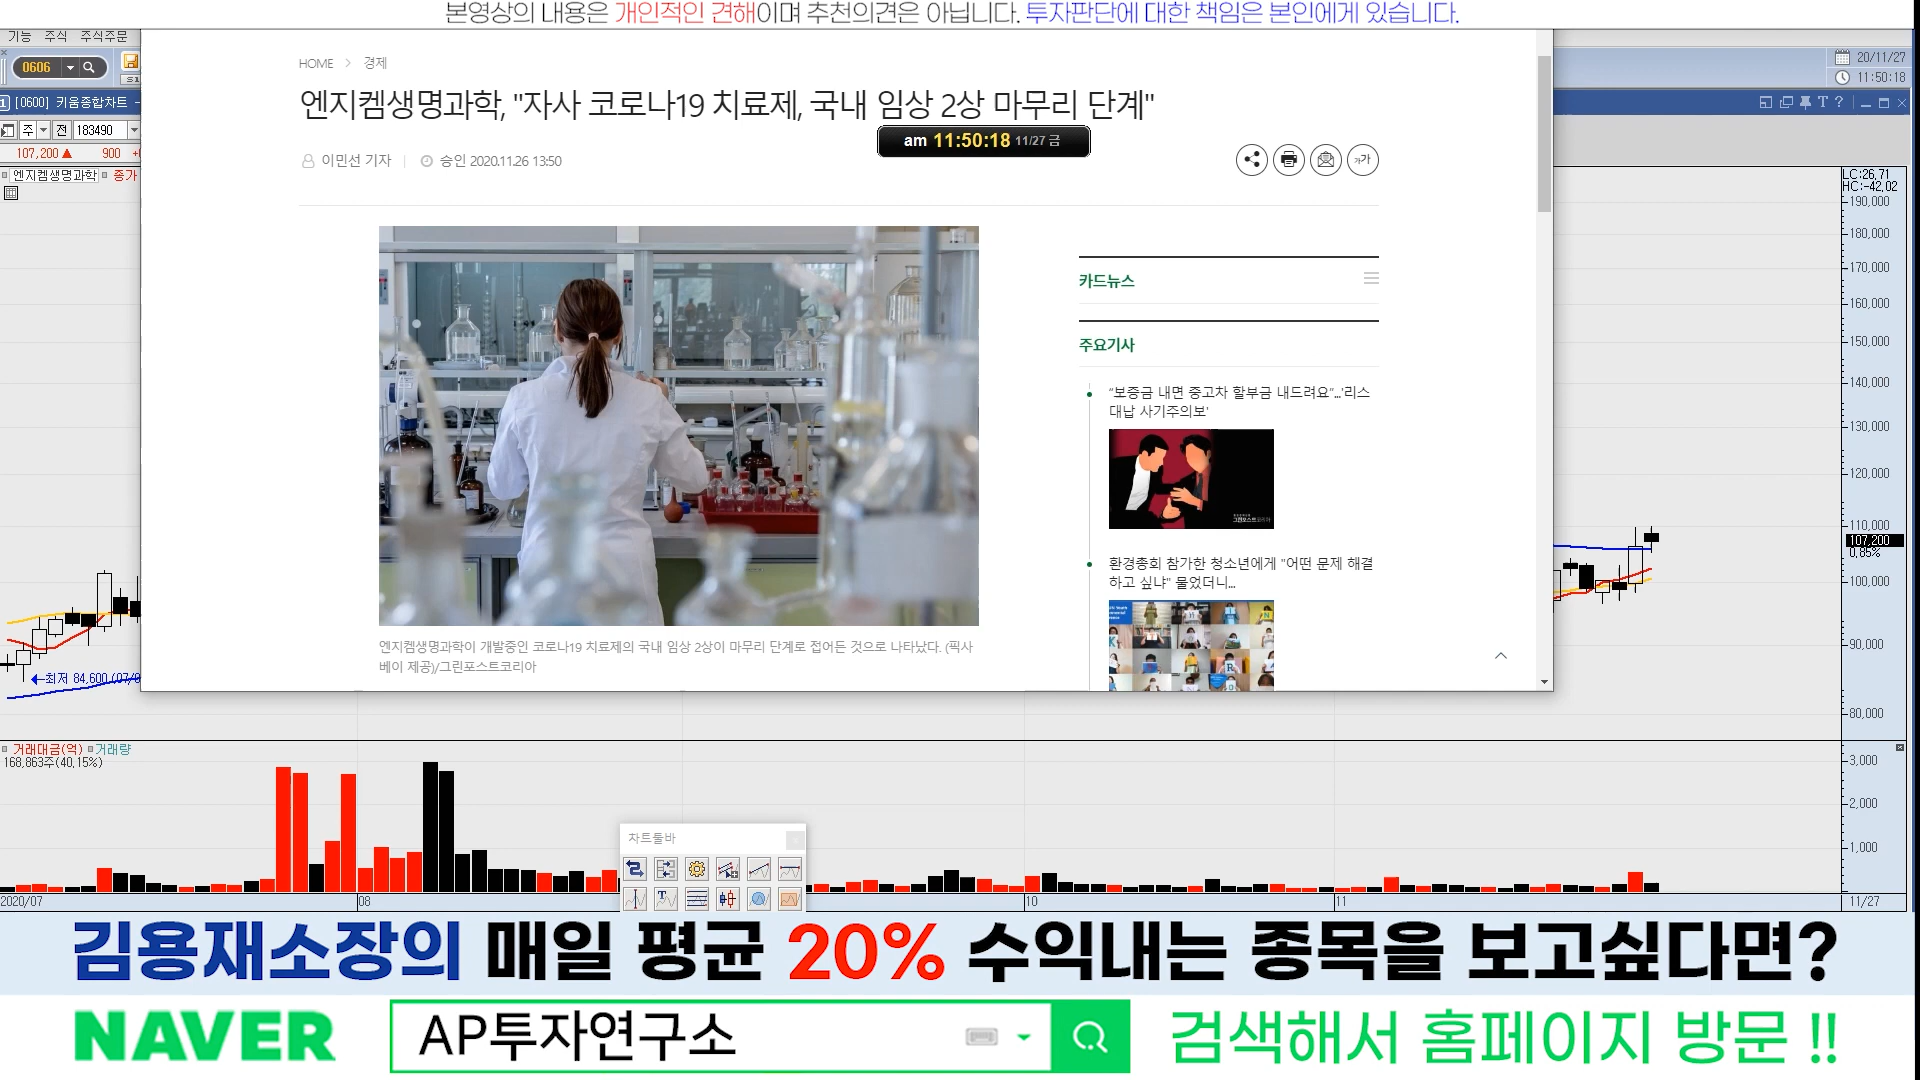 본영상의 내용은 개인적인 견해이며 추천의견은 아닙니다. 투자판단에 대한 책임은 본인에게 있습니다.
기능 주식 주식주문
0606
20/11/27
11:50:18
[0600] 키움종합차트
주 전 183490
107,200 ▲ 900
엔지켐생명과학 종가
HOME > 경제
엔지켐생명과학, "자사 코로나19 치료제, 국내 임상 2상 마무리 단계"
am 11:50:18 11/27 금
이민선 기자 | 승인 2020.11.26 13:50
가가
카드뉴스
주요기사
“보증금 내면 중고차 할부금 내드려요”...'리스
대납 사기주의보'
그린포스트코리아
환경총회 참가한 청소년에게 "어떤 문제 해결
하고 싶냐" 물었더니...
엔지켐생명과학이 개발중인 코로나19 치료제의 국내 임상 2상이 마무리 단계로 접어든 것으로 나타났다. (픽사
베이 제공)/그린포스트코리아
LC:26,71
HC:-42,02
190,000
180,000
170,000
160,000
150,000
140,000
130,000
120,000
110,000
107,200
0,85%
100,000
90,000
80,000
최저 84,600
거래대금(억) 거래량
168,863주(40,15%)
3,000
2,000
1,000
차트툴바
2020/07
08
10
11
11/27
김용재소장의 매일 평균 20% 수익내는 종목을 보고싶다면?
NAVER
AP투자연구소
검색해서 홈페이지 방문 !!